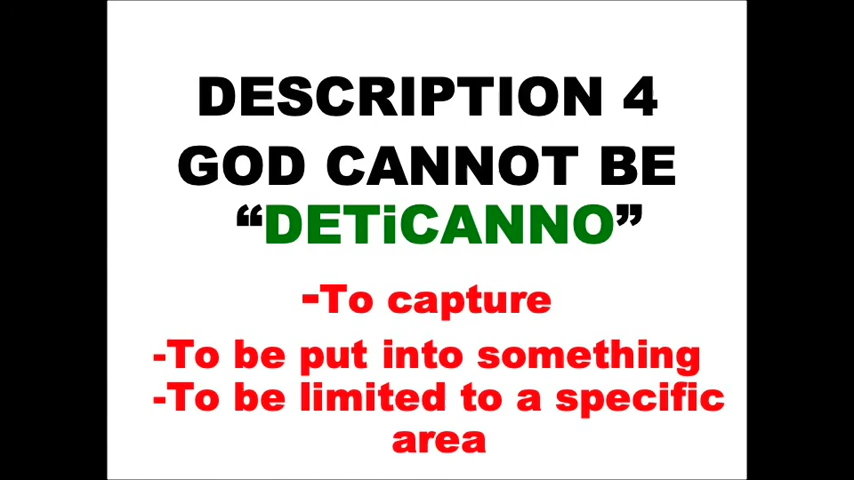 DESCRIPTION 4
GOD CANNOT BE
“DETiCANNO”
-To capture
-To be put into something
-To be limited to a specific
area